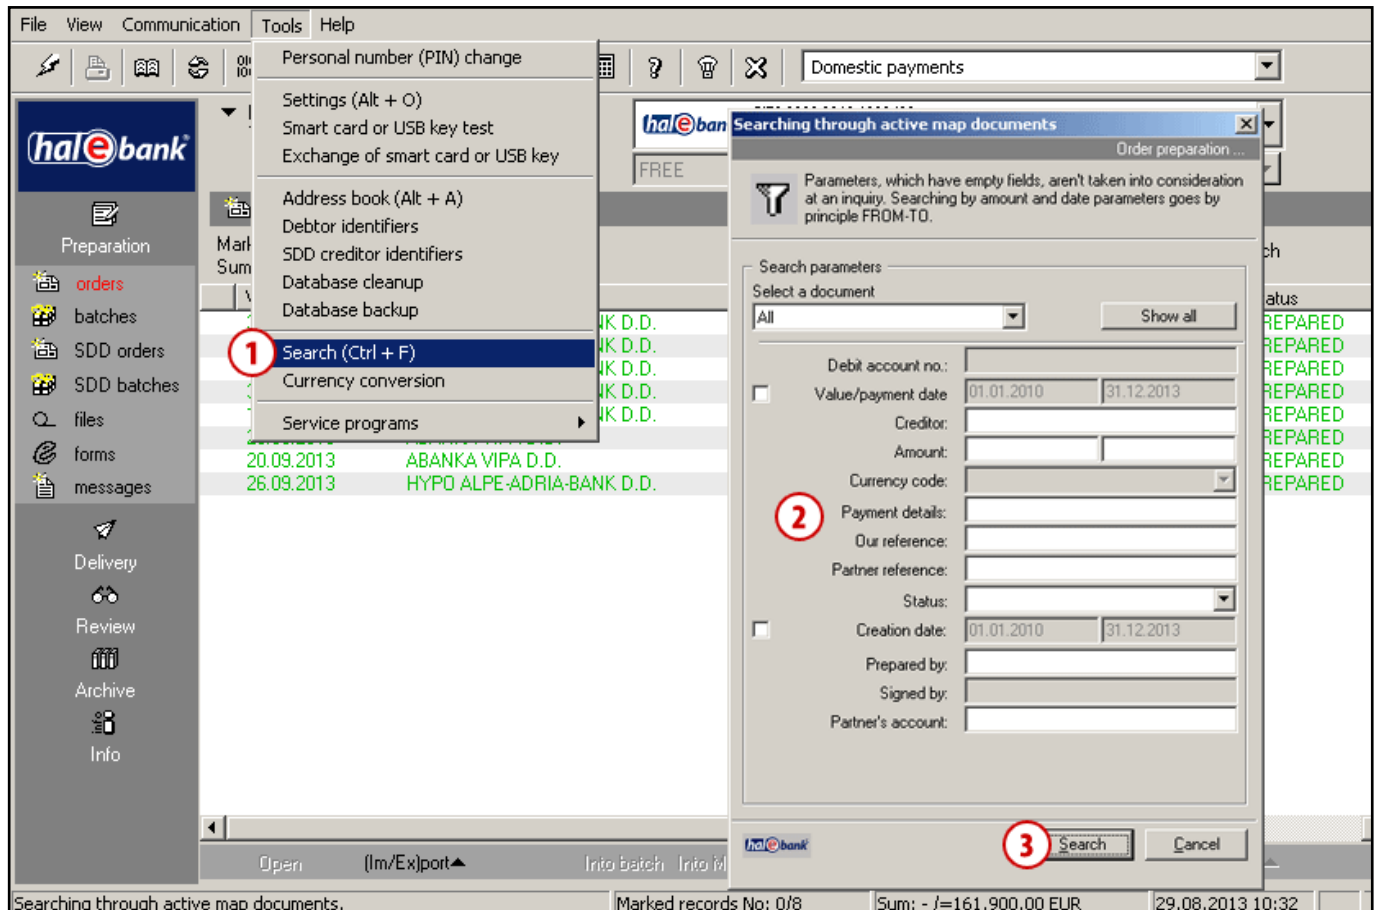 File View Communication Tools Help
Domestic payments
Personal number (PIN) change
Settings (Alt + O)
Smart card or USB key test
Exchange of smart card or USB key
Address book (Alt + A)
Debtor identifiers
SDD creditor identifiers
Database cleanup
Database backup
1 Search (Ctrl + F)
Currency conversion
Service programs
hal@bank
Preparation
orders
batches
SDD orders
SDD batches
files
forms
messages
Delivery
Review
Archive
Info
FREE
K D.D.
K D.D.
K D.D.
K D.D.
K D.D.
20.09.2013 ABANKA VIPA D.D.
26.09.2013 HYPO ALPE-ADRIA-BANK D.D.
atus
REPARED
REPARED
REPARED
REPARED
REPARED
REPARED
REPARED
REPARED
Searching through active map documents
Order preparation ...
Parameters, which have empty fields, aren't taken into consideration
at an inquiry. Searching by amount and date parameters goes by
principle FROM-TO.
Search parameters
Select a document
All Show all
Debit account no.:
Value/payment date 01.01.2010 31.12.2013
Creditor:
Amount:
Currency code:
2 Payment details:
Our reference:
Partner reference:
Status:
Creation date: 01.01.2010 31.12.2013
Prepared by:
Signed by:
Partner's account:
hal@bank 3 Search Cancel
Open (Im/Ex)port Into batch Into M
Searching through active map documents. Marked records No: 0/8 Sum: - /=161.900,00 EUR 29.08.2013 10:32